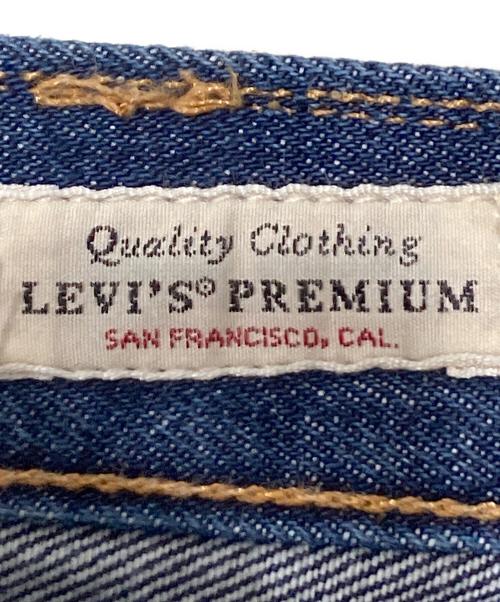 Quality Clothing
LEVI'S® PREMIUM
SAN FRANCISCO, CAL.